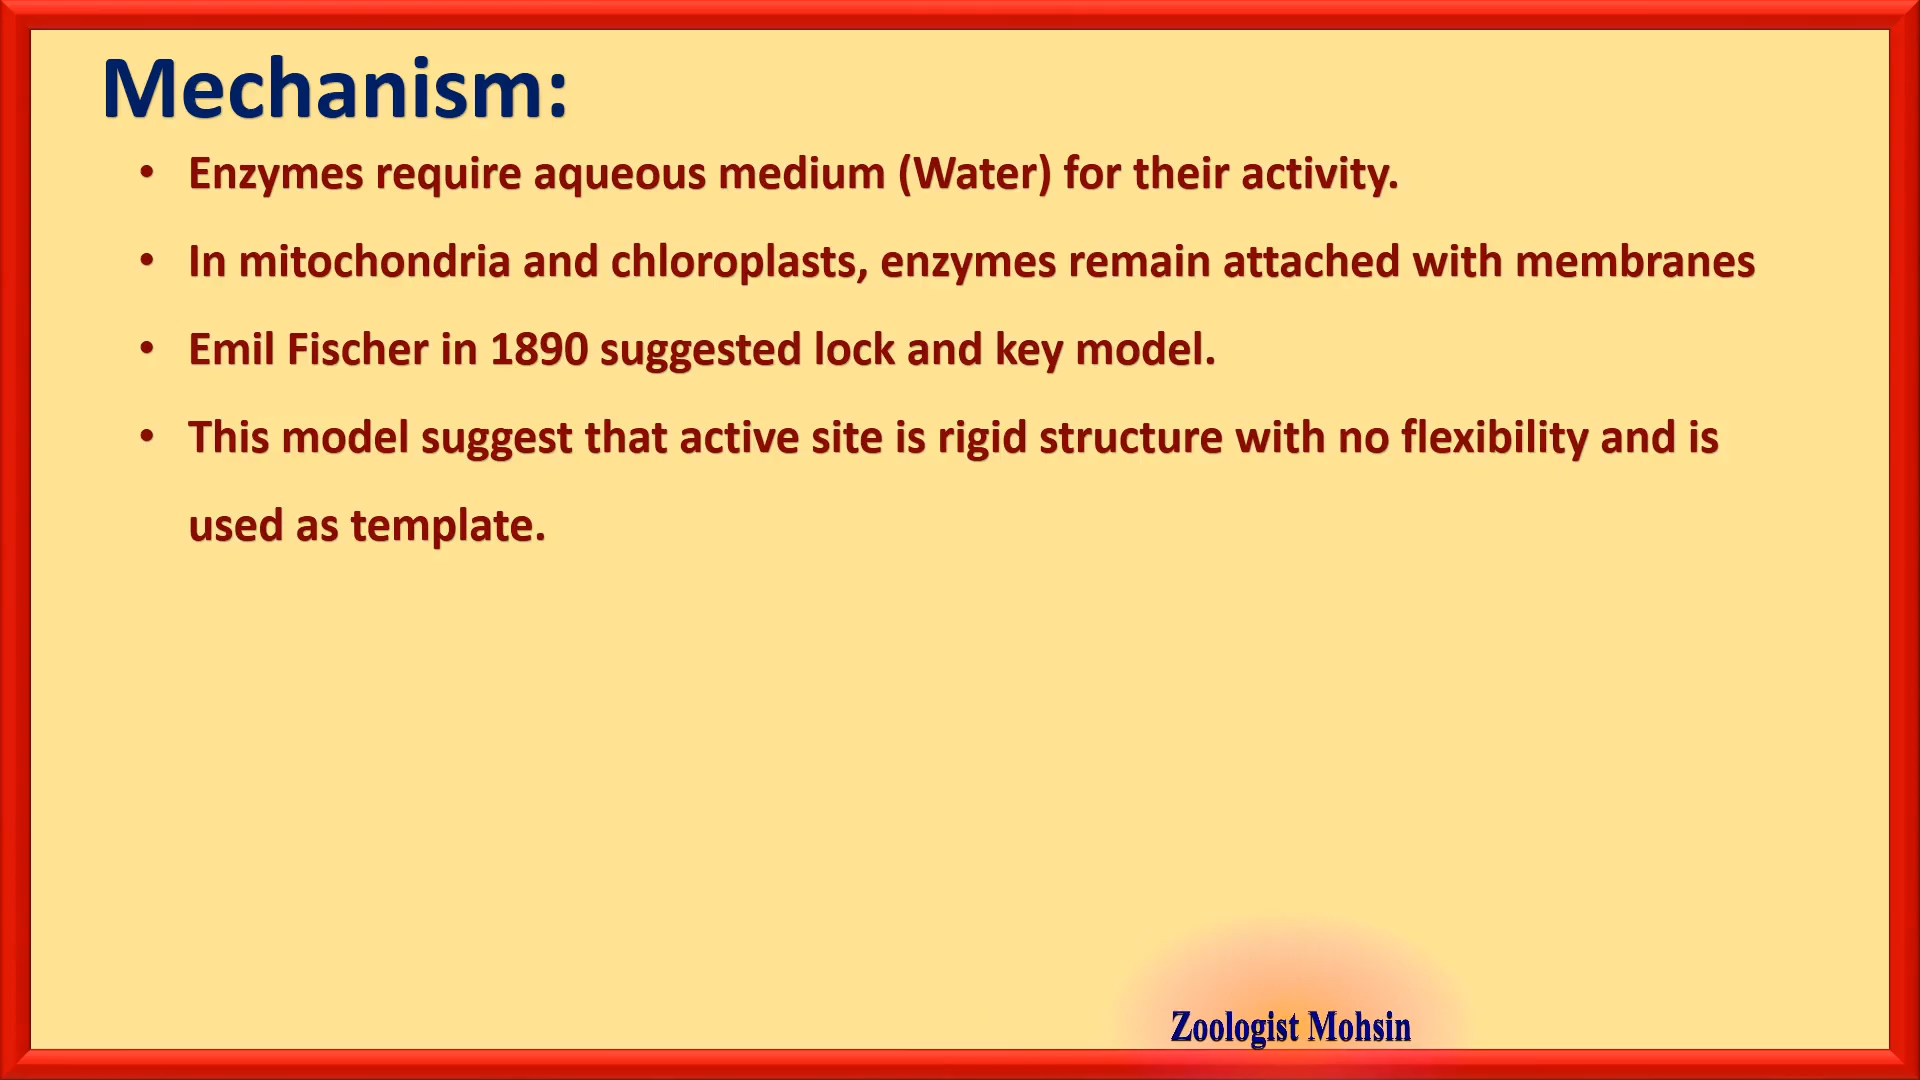 Mechanism:
• Enzymes require aqueous medium (Water) for their activity.
• In mitochondria and chloroplasts, enzymes remain attached with membranes
• Emil Fischer in 1890 suggested lock and key model.
• This model suggest that active site is rigid structure with no flexibility and is
used as template.
Zoologist Mohsin